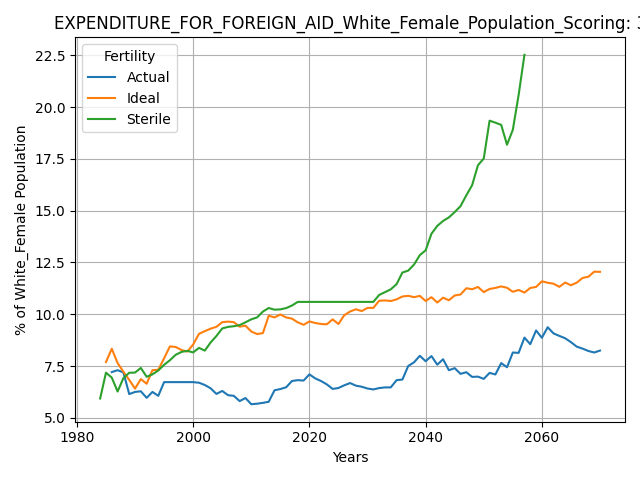 EXPENDITURE_FOR_FOREIGN_AID_White_Female_Population_Scoring:
Fertility
Actual
Ideal
Sterile
% of White_Female Population
22.5
20.0
17.5
15.0
12.5
10.0
7.5
5.0
1980 2000 2020 2040 2060
Years